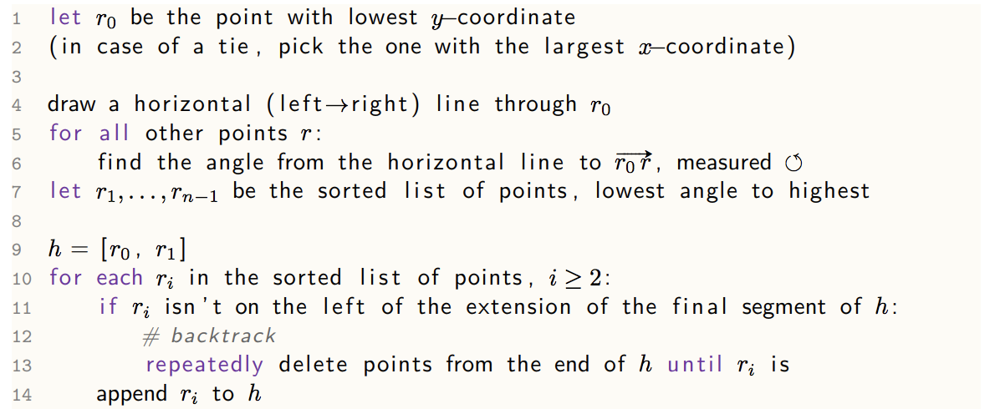 1 let r₀ be the point with lowest y–coordinate
2 (in case of a tie, pick the one with the largest x–coordinate)
3
4 draw a horizontal (left→right) line through r₀
5 for all other points r:
6 find the angle from the horizontal line to $\overrightarrow{r_0r}$, measured ↺
7 let r₁,...,rₙ₋₁ be the sorted list of points, lowest angle to highest
8
9 h = [r₀, r₁]
10 for each rᵢ in the sorted list of points, i ≥ 2:
11 if rᵢ isn't on the left of the extension of the final segment of h:
12 # backtrack
13 repeatedly delete points from the end of h until rᵢ is
14 append rᵢ to h